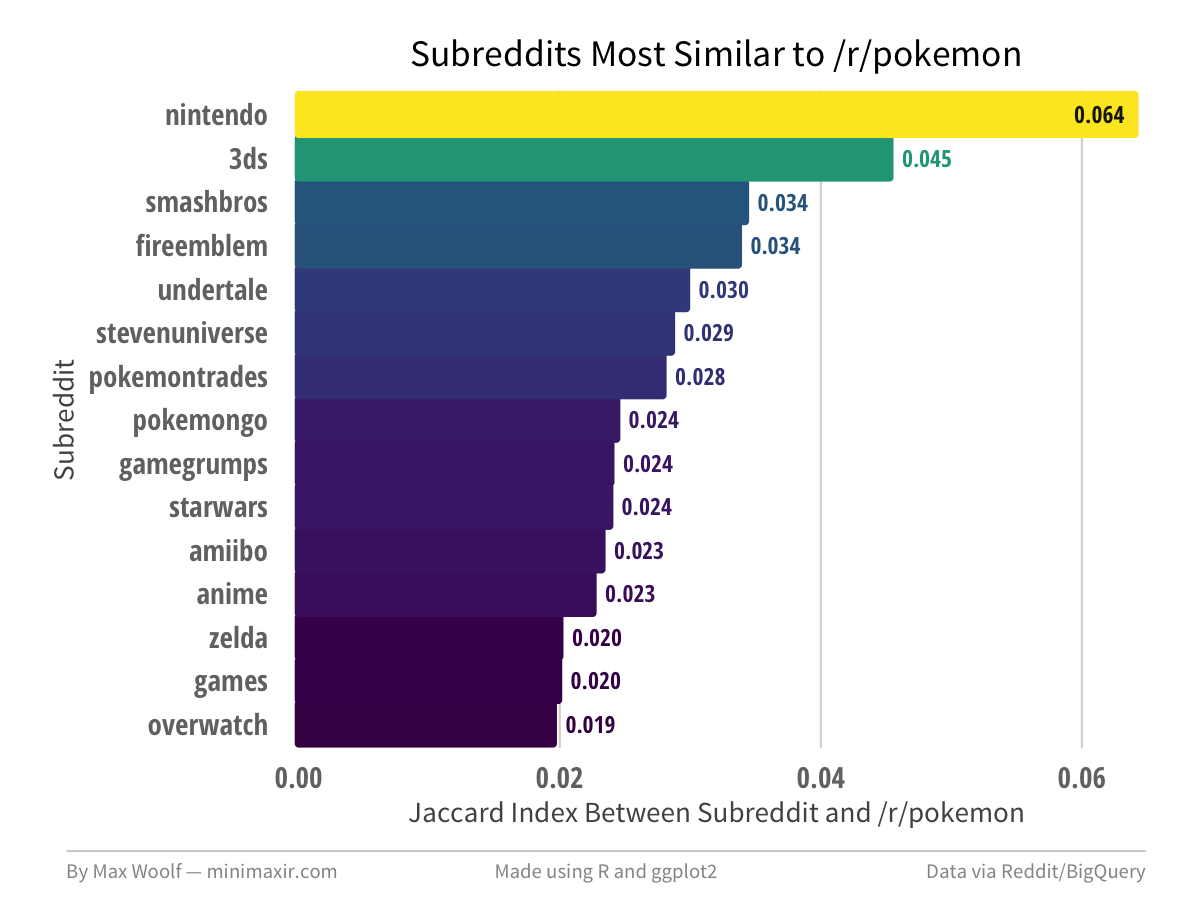 Subreddits Most Similar to /r/pokemon
nintendo 0.064
3ds 0.045
smashbros 0.034
fireemblem 0.034
undertale 0.030
stevenuniverse 0.029
pokemontrades 0.028
pokemongo 0.024
gamegrumps 0.024
starwars 0.024
amiibo 0.023
anime 0.023
zelda 0.020
games 0.020
overwatch 0.019
Subreddit
0.00 0.02 0.04 0.06
Jaccard Index Between Subreddit and /r/pokemon
By Max Woolf — minimaxir.com Made using R and ggplot2 Data via Reddit/BigQuery